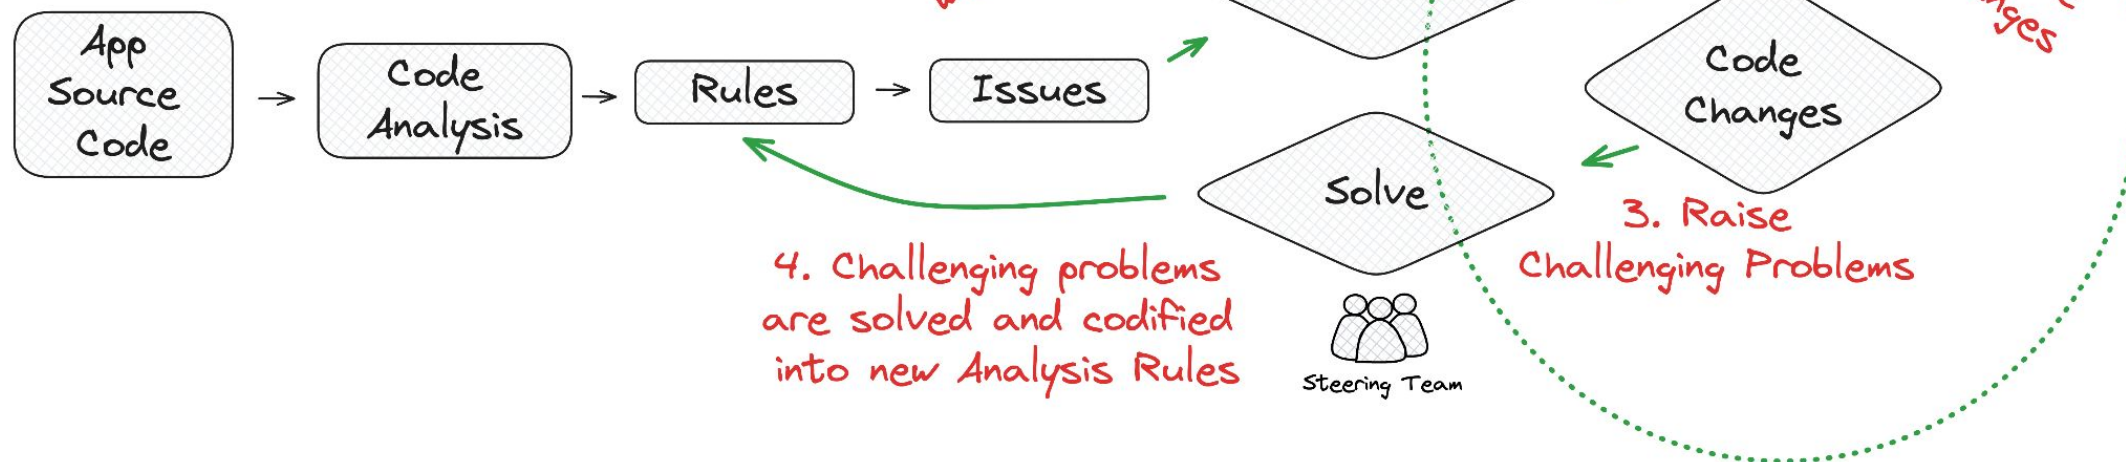 App
Source
Code
Code
Analysis
Rules
Issues
Code
Changes
Solve
3. Raise
Challenging Problems
4. Challenging problems
are solved and codified
into new Analysis Rules
Steering Team